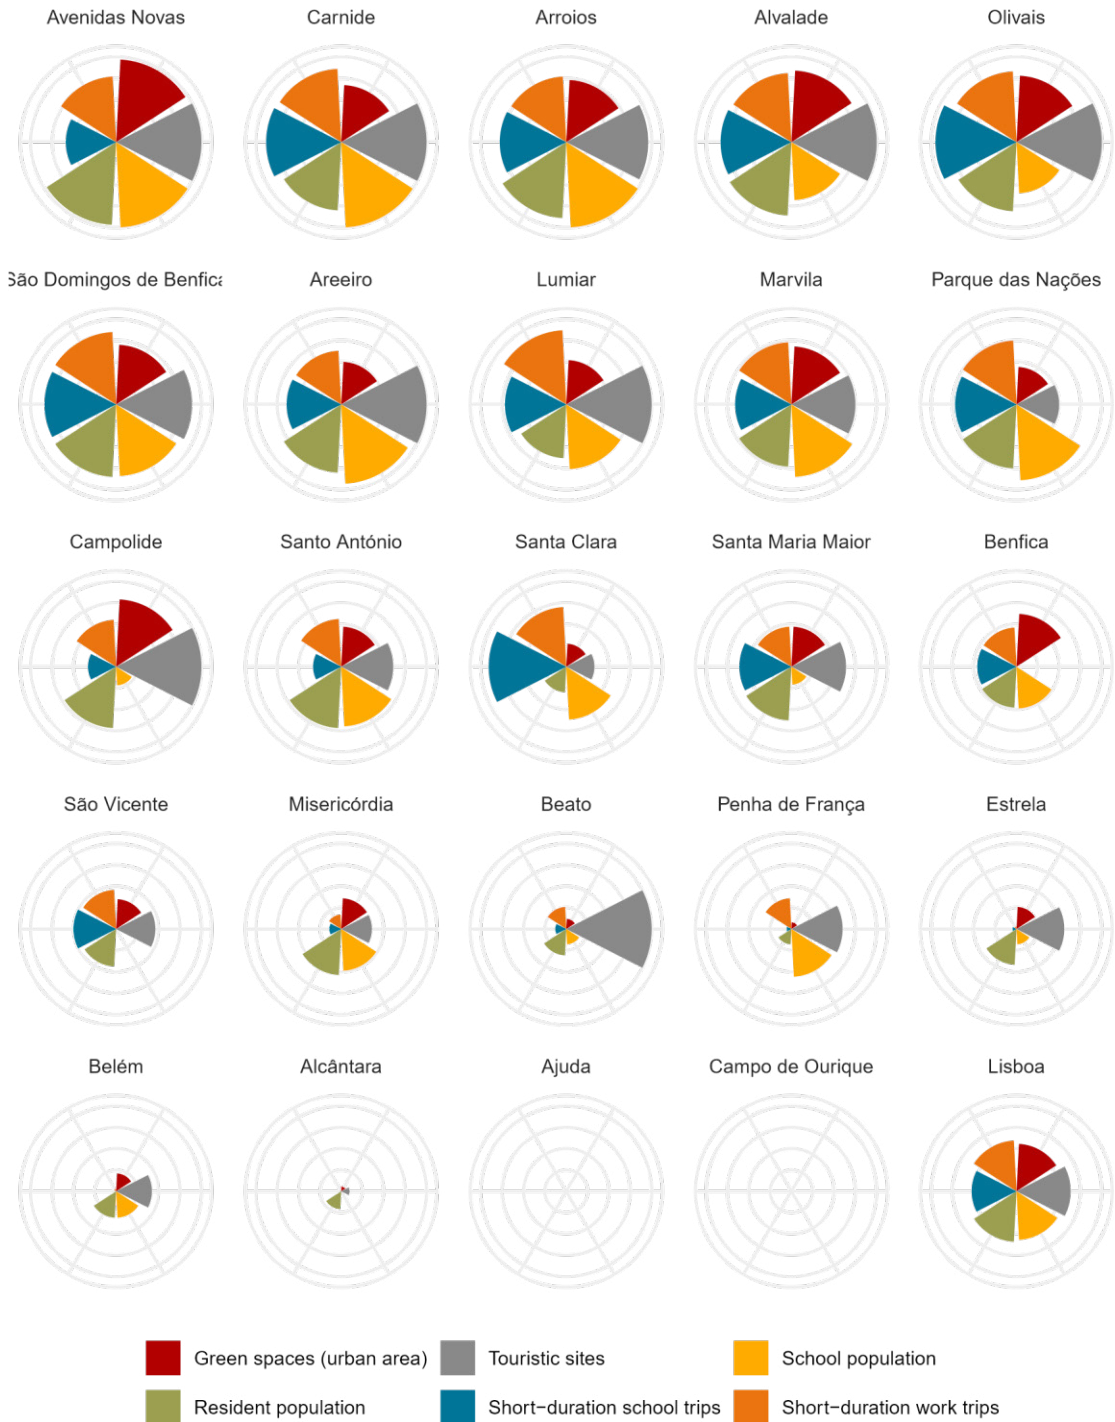 Avenidas Novas Carnide Arroios Alvalade Olivais
São Domingos de Benfica Areeiro Lumiar Marvila Parque das Nações
Campolide Santo António Santa Clara Santa Maria Maior Benfica
São Vicente Misericórdia Beato Penha de França Estrela
Belém Alcântara Ajuda Campo de Ourique Lisboa
Green spaces (urban area) Touristic sites School population
Resident population Short−duration school trips Short−duration work trips